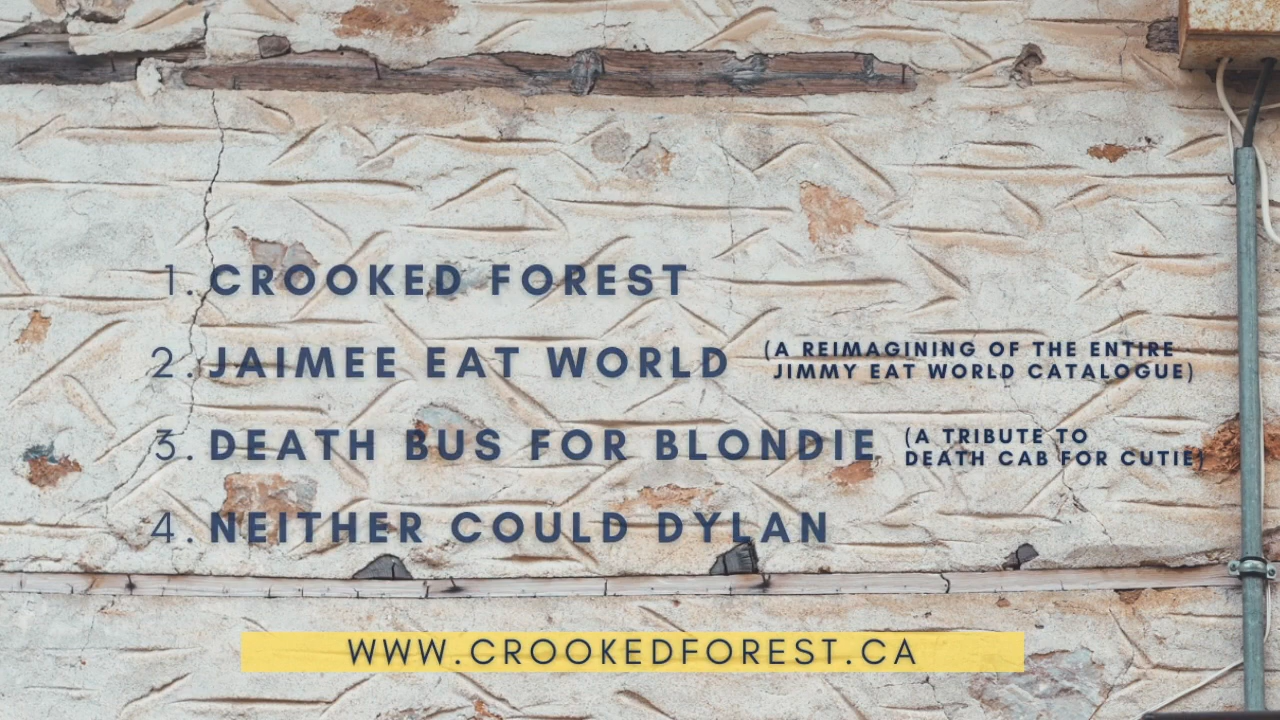 1. CROOKED FOREST
2. JAIMEE EAT WORLD
(A REIMAGINING OF THE ENTIRE
JIMMY EAT WORLD CATALOGUE)
3. DEATH BUS FOR BLONDIE
(A TRIBUTE TO
DEATH CAB FOR CUTIE)
4. NEITHER COULD DYLAN
WWW.CROOKEDFOREST.CA